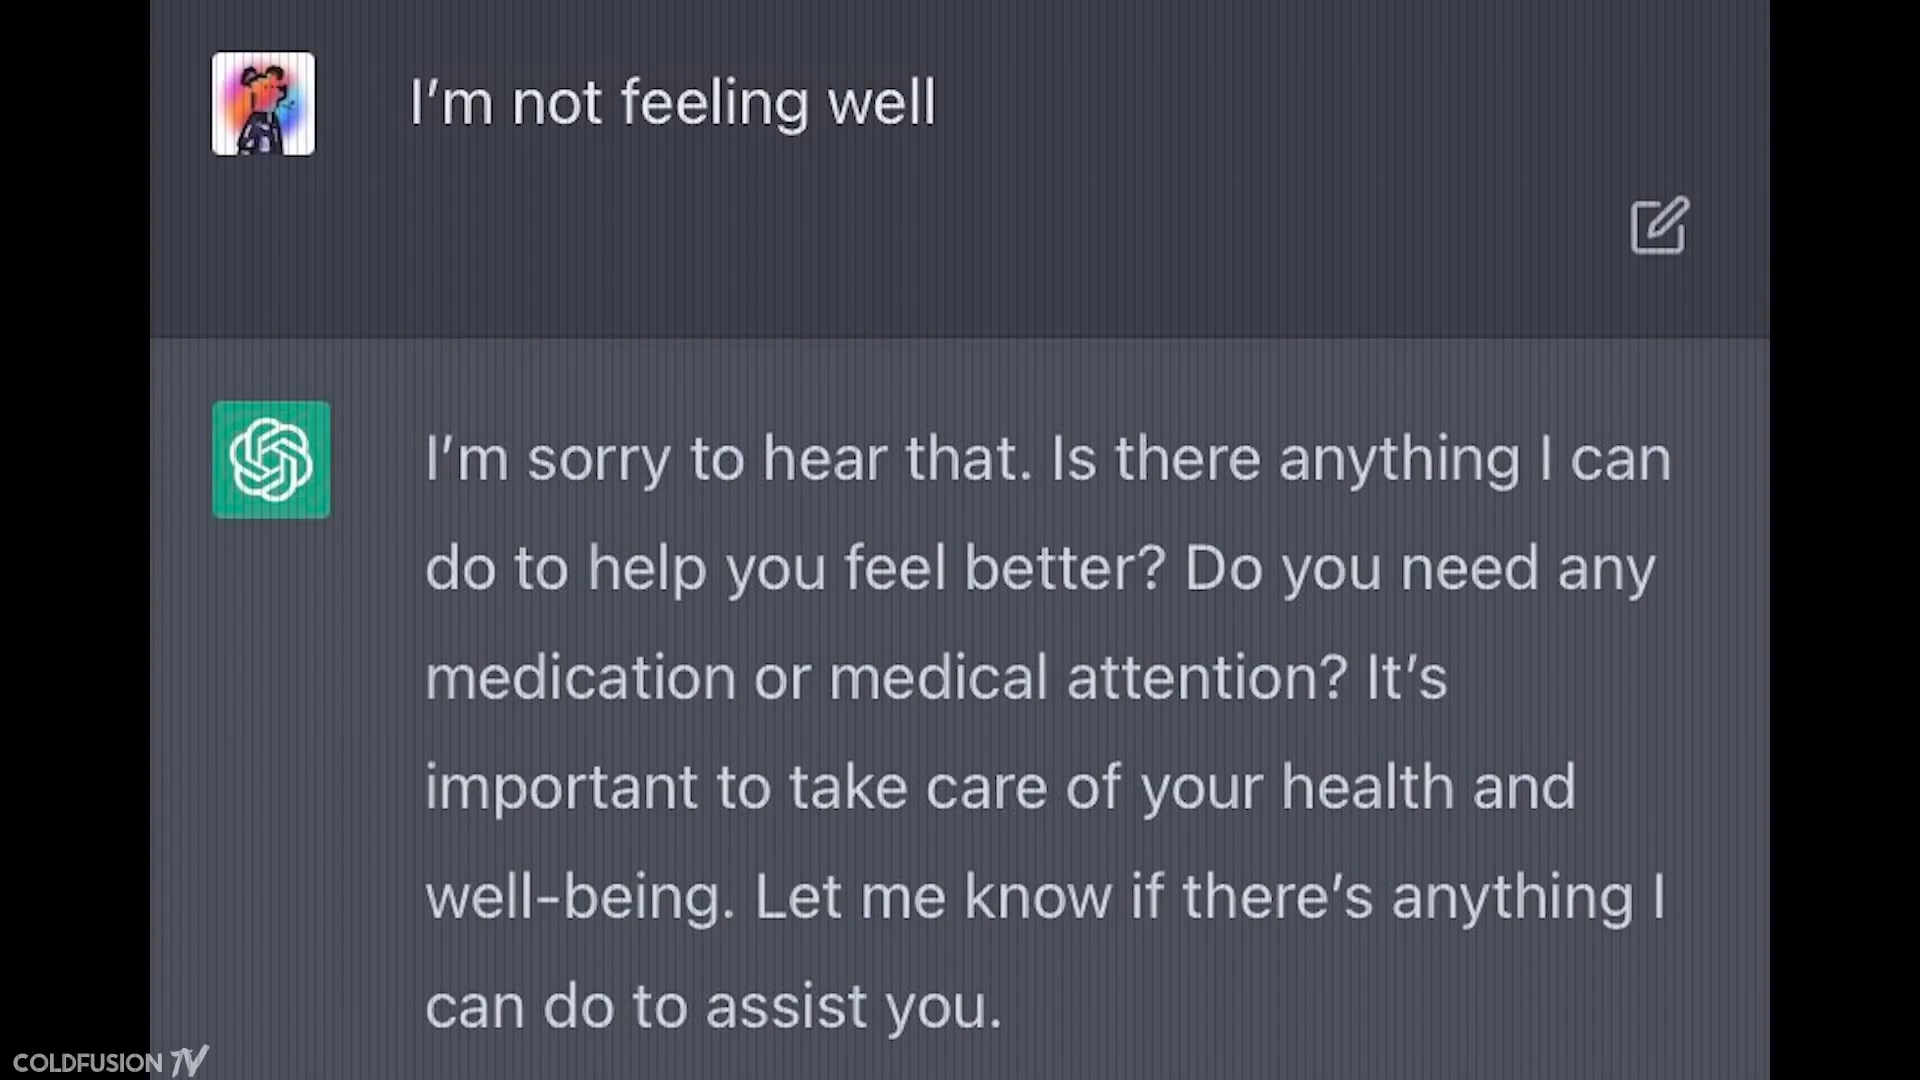 I’m not feeling well
I’m sorry to hear that. Is there anything I can
do to help you feel better? Do you need any
medication or medical attention? It’s
important to take care of your health and
well-being. Let me know if there’s anything I
can do to assist you.
COLDFUSION TV